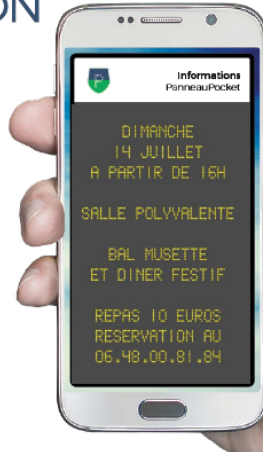 ON
Informations
PanneauPocket
DIMANCHE
14 JUILLET
A PARTIR DE 16H
SALLE POLYVALENTE
BAL MUSETTE
ET DINER FESTIF
REPAS 10 EUROS
RESERVATION AU
06.48.00.81.84